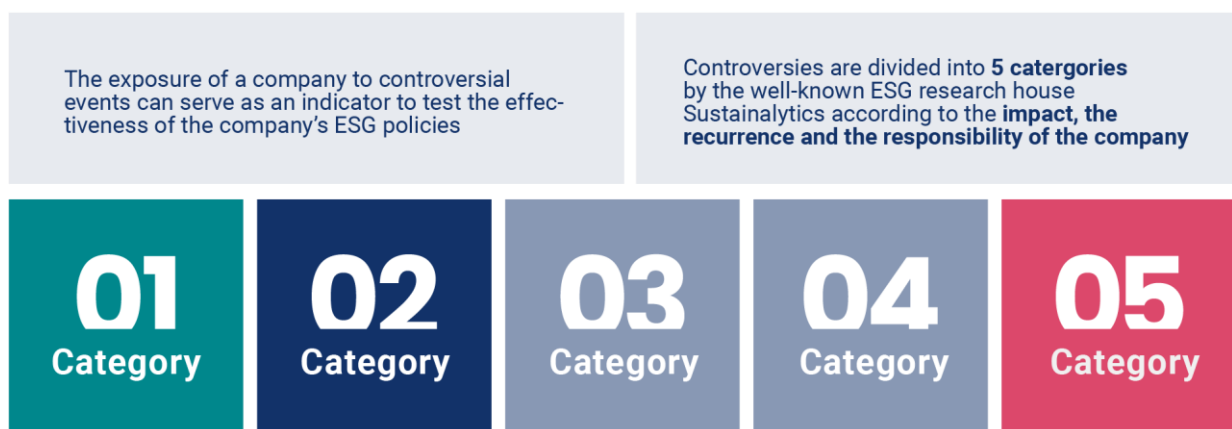 The exposure of a company to controversial
events can serve as an indicator to test the effec-
tiveness of the company's ESG policies
Controversies are divided into 5 catergories
by the well-known ESG research house
Sustainalytics according to the impact, the
recurrence and the responsibility of the company
01
Category
02
Category
03
Category
04
Category
05
Category